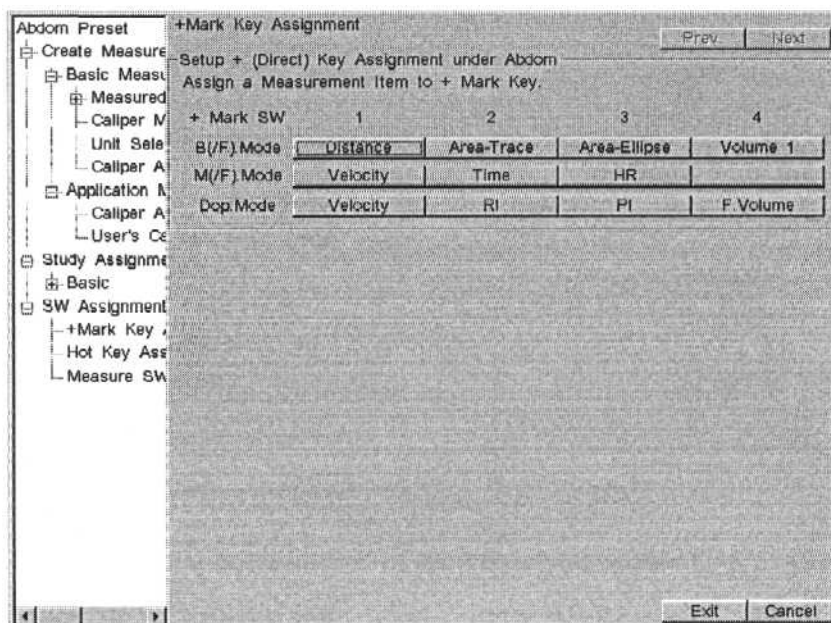 Abdom Preset
Create Measure
Basic Measu
Measured
Caliper M
Unit Sele
Caliper A
Application M
Caliper A
User's Ce
Study Assignme
Basic
SW Assignment
+Mark Key
Hot Key Ass
Measure SW
+Mark Key Assignment
Prev. Next
Setup + (Direct) Key Assignment under Abdom
Assign a Measurement Item to + Mark Key.
+ Mark SW 1 2 3 4
B(/F).Mode Distance Area-Trace Area-Ellipse Volume 1
M(/F).Mode Velocity Time HR
Dop.Mode Velocity RI PI F.Volume
Exit Cancel